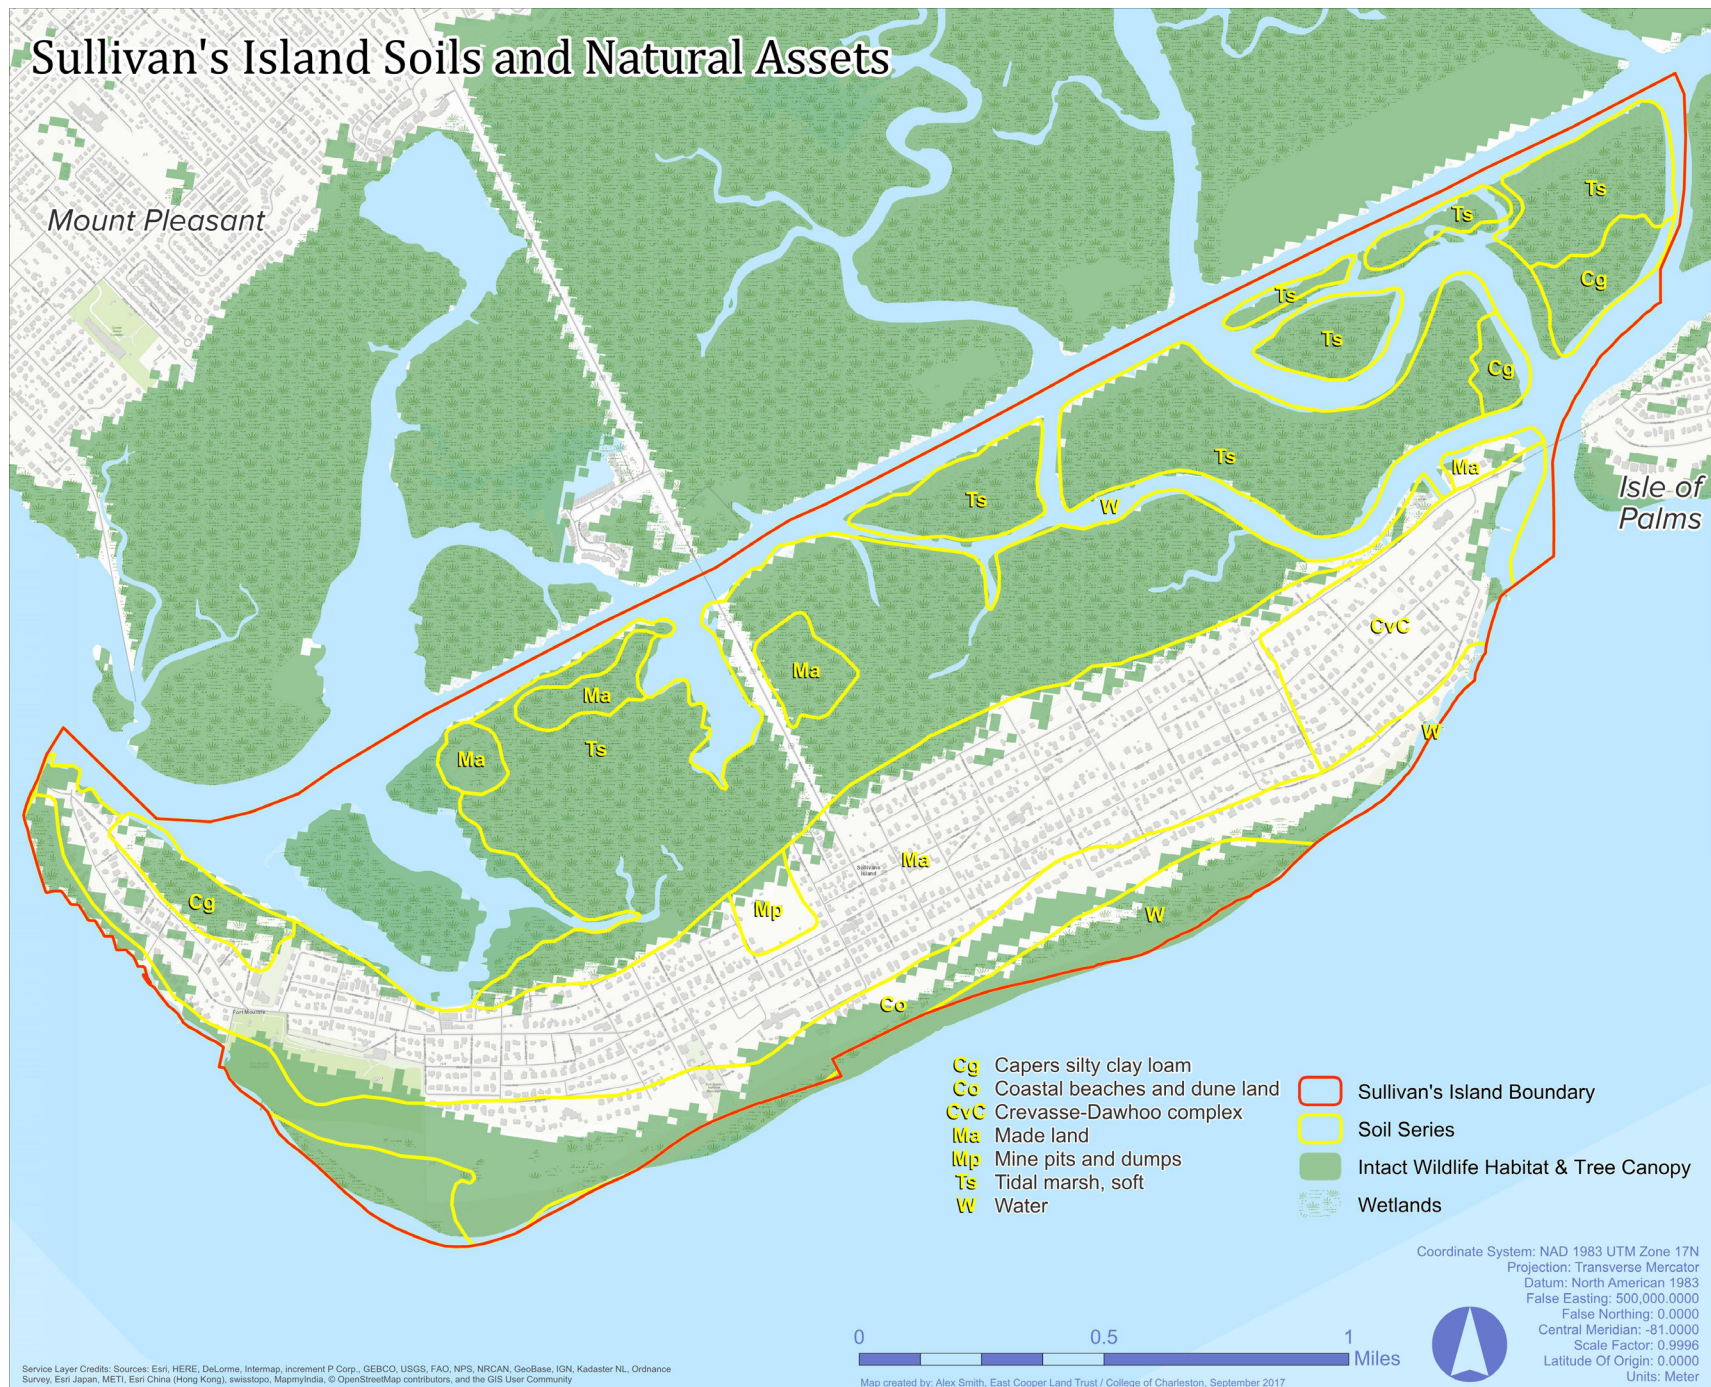 Sullivan's Island Soils and Natural Assets
Mount Pleasant
Ts
Ts
Cg
Ts
Ts
Cg
Ts
Ma
Ts
W
Isle of
Palms
CvC
Ma
Ma
Ts
Ma
W
Ma
Sullivans
Island
Cg
Mp
W
Co
Fort Moultrie
Cg Capers silty clay loam
Co Coastal beaches and dune land
CvC Crevasse-Dawhoo complex
Ma Made land
Mp Mine pits and dumps
Ts Tidal marsh, soft
W Water
Sullivan's Island Boundary
Soil Series
Intact Wildlife Habitat & Tree Canopy
Wetlands
Coordinate System: NAD 1983 UTM Zone 17N
Projection: Transverse Mercator
Datum: North American 1983
False Easting: 500,000.0000
False Northing: 0.0000
Central Meridian: -81.0000
Scale Factor: 0.9996
Latitude Of Origin: 0.0000
Units: Meter
0 0.5 1
Miles
Map created by: Alex Smith, East Cooper Land Trust / College of Charleston, September 2017
Service Layer Credits: Sources: Esri, HERE, DeLorme, Intermap, increment P Corp., GEBCO, USGS, FAO, NPS, NRCAN, GeoBase, IGN, Kadaster NL, Ordnance
Survey, Esri Japan, METI, Esri China (Hong Kong), swisstopo, MapmyIndia, © OpenStreetMap contributors, and the GIS User Community